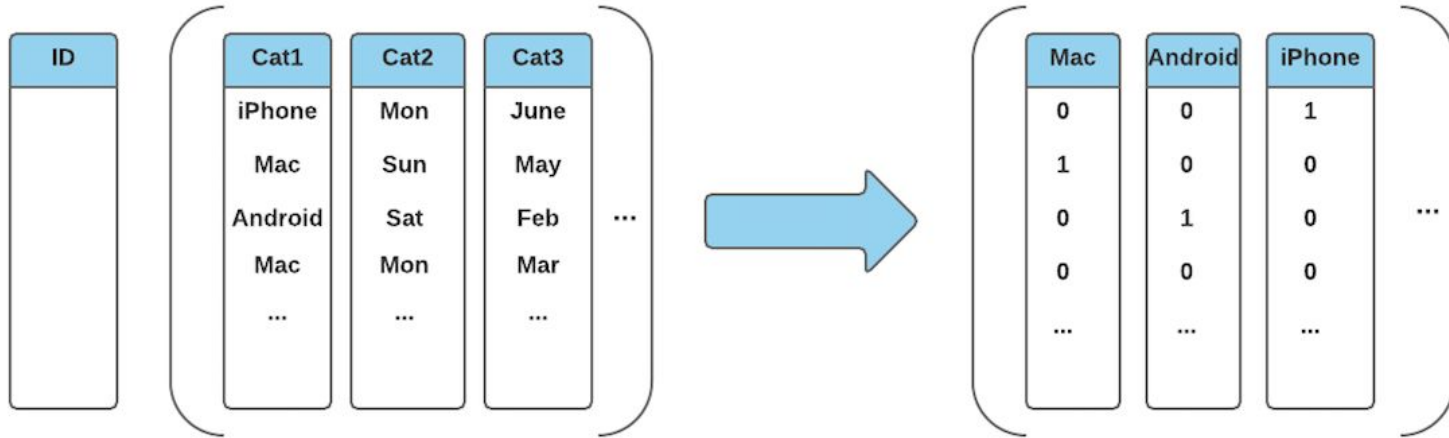 ID Cat1 Cat2 Cat3 Mac Android iPhone
iPhone Mon June 0 0 1
Mac Sun May 1 0 0
Android Sat Feb ... 0 1 0 ...
Mac Mon Mar 0 0 0
... ... ... ... ... ...